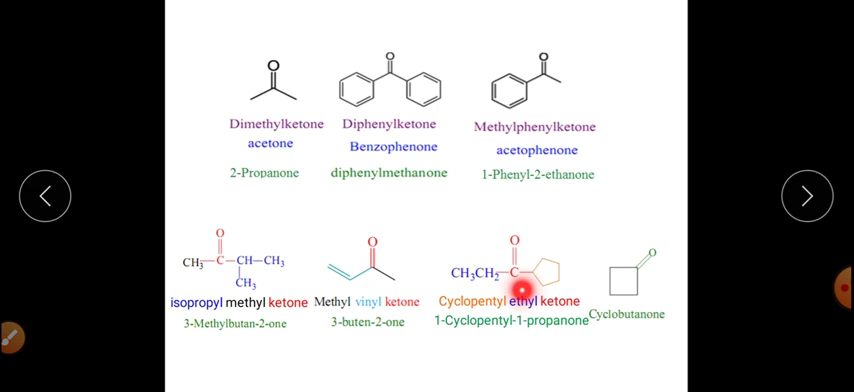 O
O
O
Dimethylketone
Diphenylketone
Methylphenylketone
acetone
Benzophenone
acetophenone
2-Propanone
diphenylmethanone
1-Phenyl-2-ethanone
O
O
O
O
CH3—C—CH—CH3
CH3
CH3CH2—C
isopropyl methyl ketone
Methyl vinyl ketone
Cyclopentyl ethyl ketone
3-Methylbutan-2-one
3-buten-2-one
1-Cyclopentyl-1-propanone
Cyclobutanone